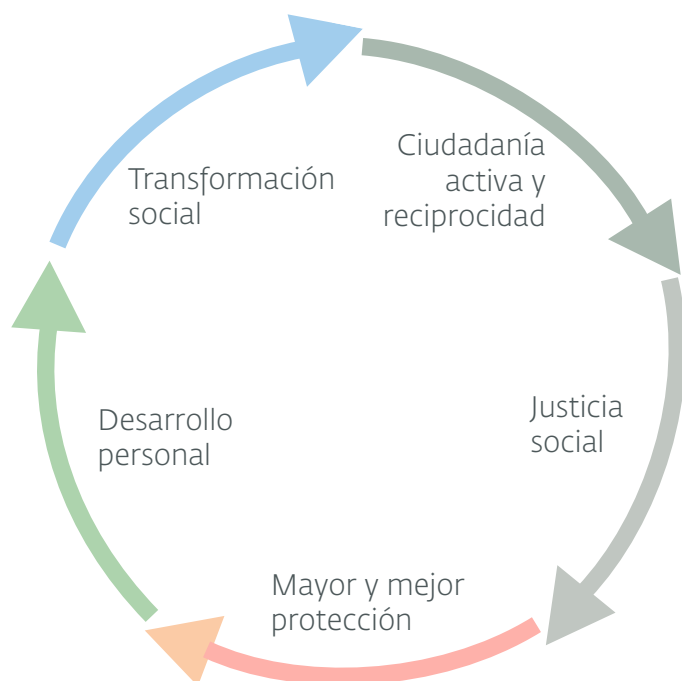 Transformación
social
Ciudadanía
activa y
reciprocidad
Justicia
social
Mayor y mejor
protección
Desarrollo
personal